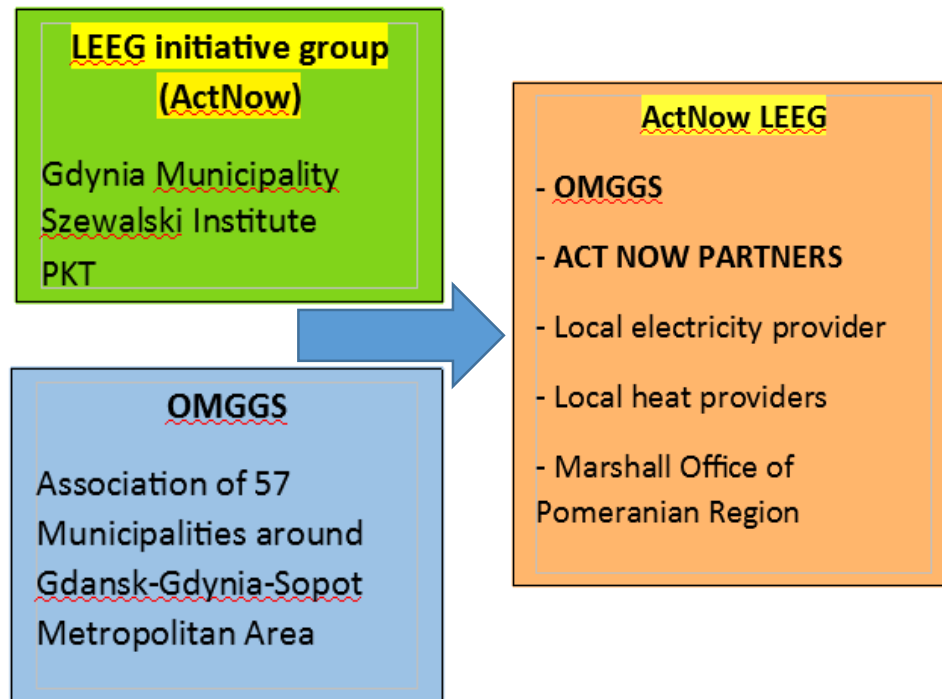 LEEG initiative group
(ActNow)
Gdynia Municipality
Szewalski Institute
PKT
OMGGS
Association of 57
Municipalities around
Gdansk-Gdynia-Sopot
Metropolitan Area
ActNow LEEG
- OMGGS
- ACT NOW PARTNERS
- Local electricity provider
- Local heat providers
- Marshall Office of
Pomeranian Region